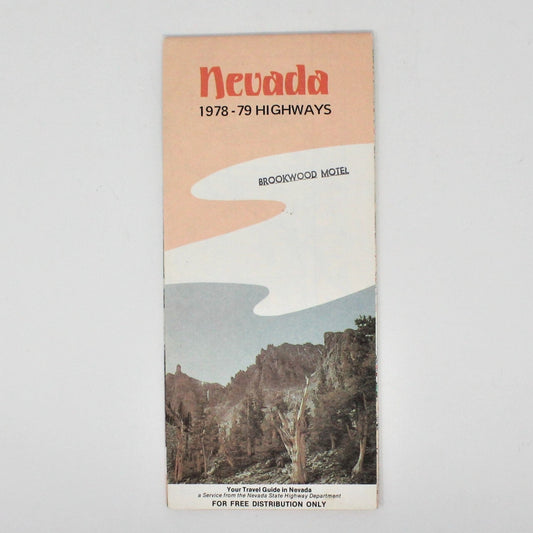 Nevada
1978-79 HIGHWAYS
BROOKWOOD MOTEL
Your Travel Guide in Nevada
a Service from the Nevada State Highway Department
FOR FREE DISTRIBUTION ONLY